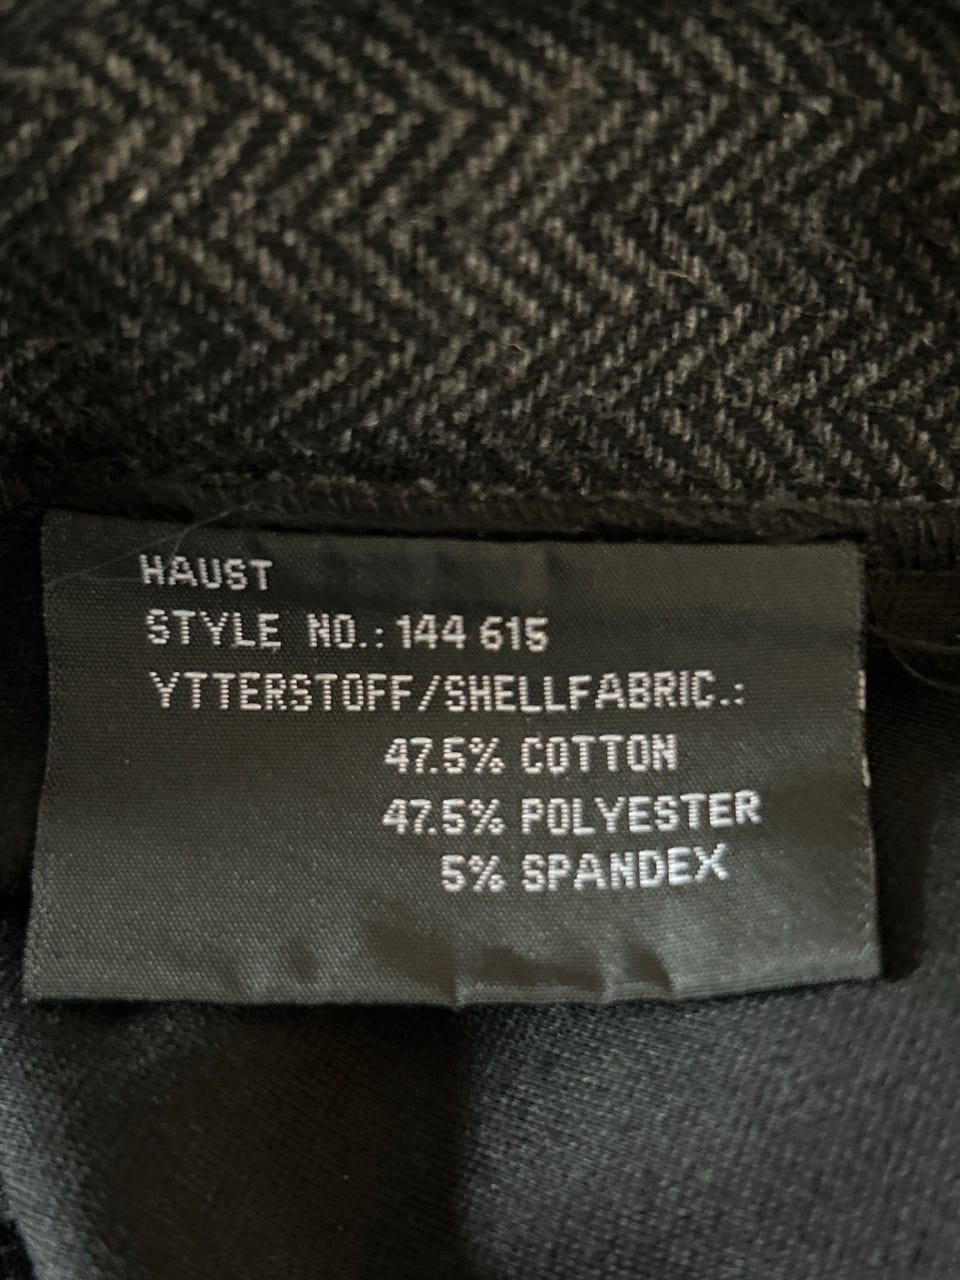 HAUST
STYLE NO.: 144 615
YTTERSTOFF/SHELLFABRIC.:
47.5% COTTON
47.5% POLYESTER
5% SPANDEX